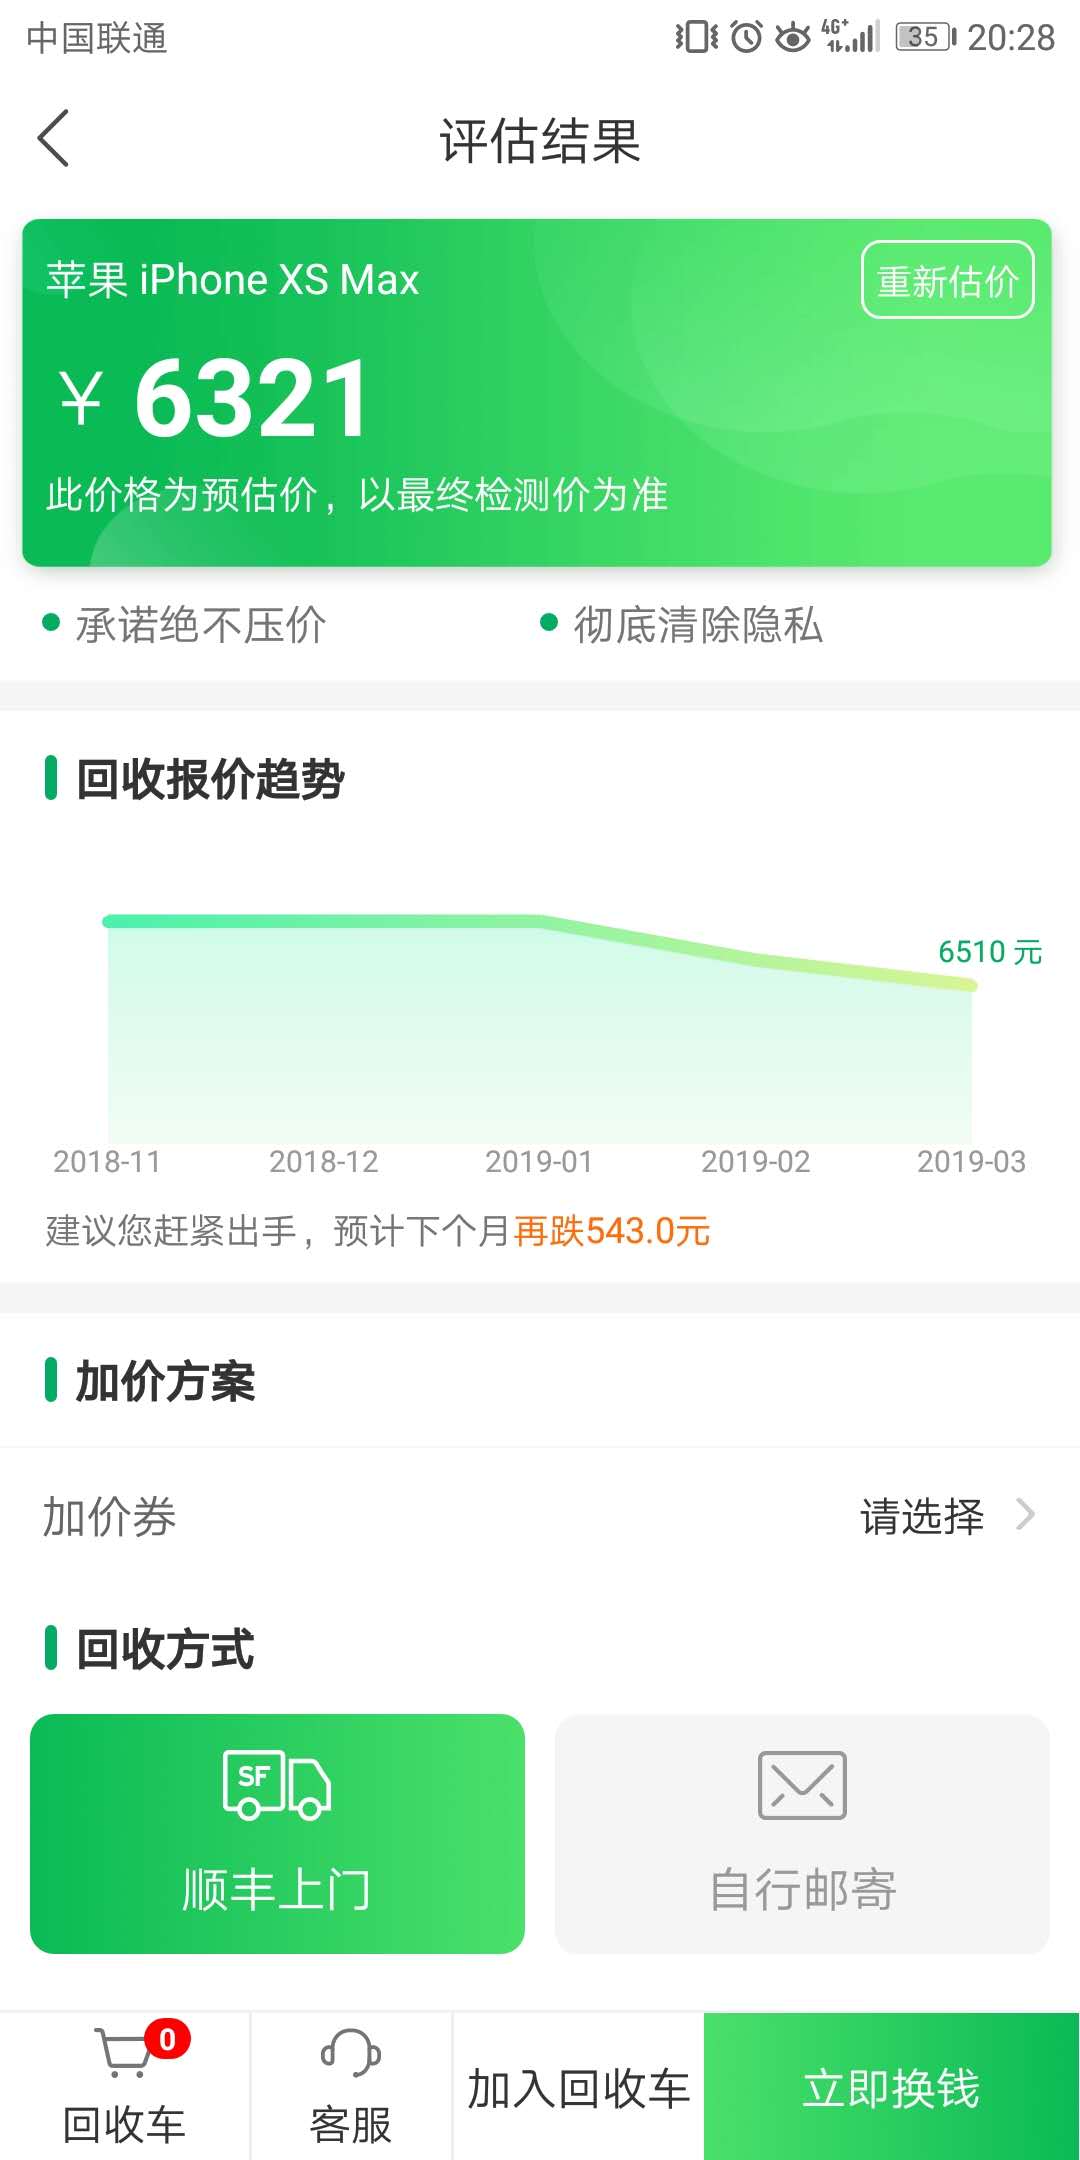 中国联通
4G+ 35 20:28
评估结果
苹果 iPhone XS Max
重新估价
¥ 6321
此价格为预估价，以最终检测价为准
承诺绝不压价
彻底清除隐私
回收报价趋势
6510 元
2018-11 2018-12 2019-01 2019-02 2019-03
建议您赶紧出手，预计下个月再跌543.0元
加价方案
加价券
请选择
回收方式
SF
顺丰上门
自行邮寄
0
回收车
客服
加入回收车
立即换钱